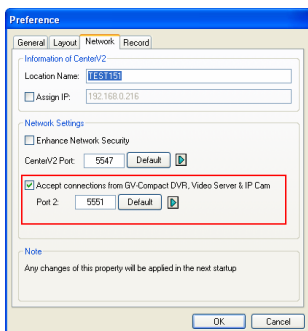 Preference
General Layout Network Record
Information of CenterV2
Location Name: TEST151
Assign IP: 192.168.0.216
Network Settings
Enhance Network Security
CenterV2 Port: 5547 Default
Accept connections from GV-Compact DVR, Video Server & IP Cam
Port 2: 5551 Default
Note
Any changes of this property will be applied in the next startup
OK Cancel